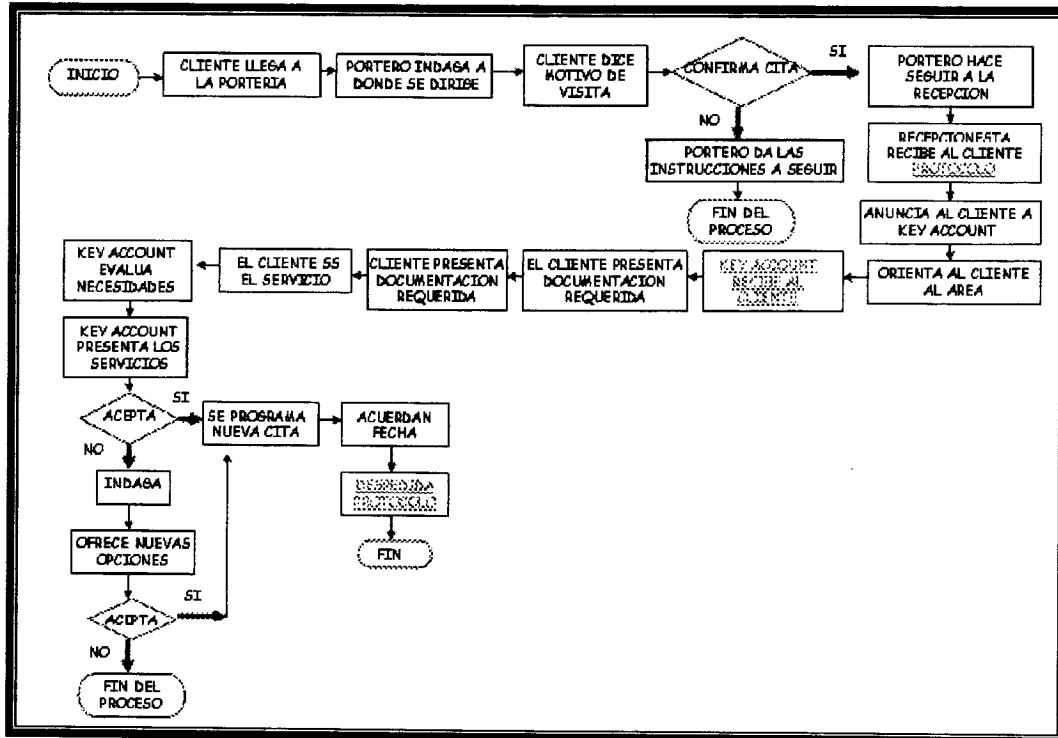 INICIO
CLIENTE LLEGA A
LA PORTERIA
PORTERO INDAGA A
DONDE SE DIRIGE
CLIENTE DICE
MOTIVO DE
VISITA
CONFIRMA CITA
SI
PORTERO HACE
SEGUIR A LA
RECEPCION
NO
PORTERO DA LAS
INSTRUCCIONES A SEGUIR
FIN DEL
PROCESO
RECEPCIONESTA
RECIBE AL CLIENTE
PROTOCOLO
ANUNCIA AL CLIENTE A
KEY ACCOUNT
ORIENTA AL CLIENTE
AL AREA
KEY ACCOUNT
RECIBE AL
CLIENTE
EL CLIENTE PRESENTA
DOCUMENTACION
REQUERIDA
CLIENTE PRESENTA
DOCUMENTACION
REQUERIDA
EL CLIENTE SS
EL SERVICIO
KEY ACCOUNT
EVALUA
NECESIDADES
KEY ACCOUNT
PRESENTA LOS
SERVICIOS
ACEPTA
SI
SE PROGRAMA
NUEVA CITA
ACUERDAN
FECHA
DESPEDIDA
PROTOCOLO
FIN
NO
INDAGA
OFRECE NUEVAS
OPCIONES
ACEPTA
SI
NO
FIN DEL
PROCESO